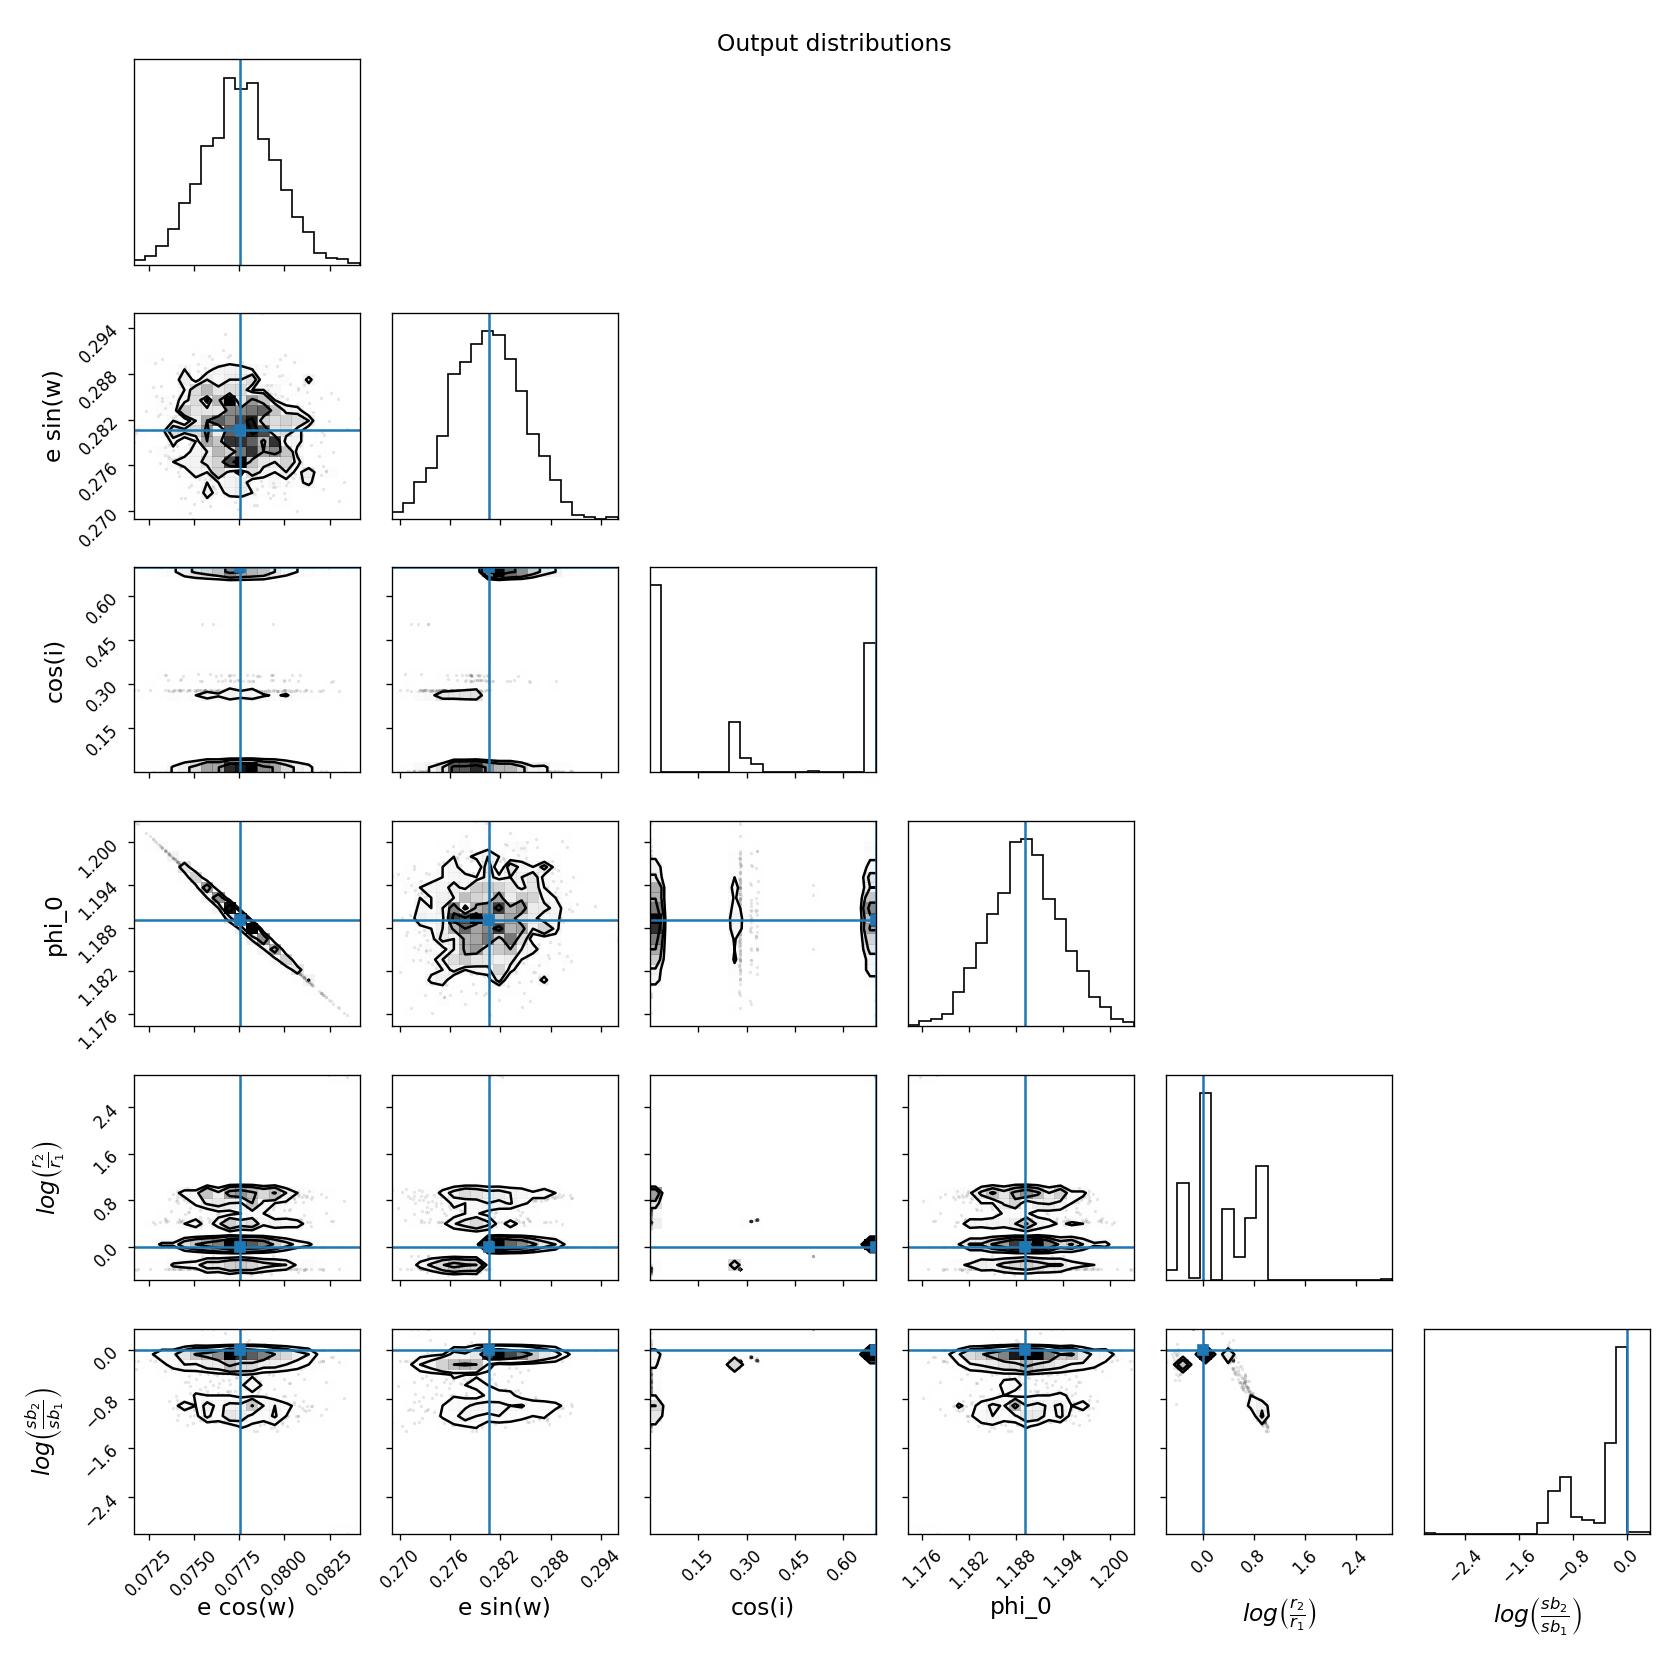 Output distributions
0.294
0.288
0.282
0.276
0.270
e sin(w)
0.60
0.45
0.30
0.15
cos(i)
1.200
1.194
1.188
1.182
1.176
phi_0
2.4
1.6
0.8
0.0
log(r₂/r₁)
0.0
−0.8
−1.6
−2.4
log(sb₂/sb₁)
0.0725 0.0750 0.0775 0.0800 0.0825 0.270 0.276 0.282 0.288 0.294 0.15 0.30 0.45 0.60 1.176 1.182 1.188 1.194 1.200 0.0 0.8 1.6 2.4 −2.4 −1.6 −0.8 0.0
e cos(w) e sin(w) cos(i) phi_0 log(r₂/r₁) log(sb₂/sb₁)